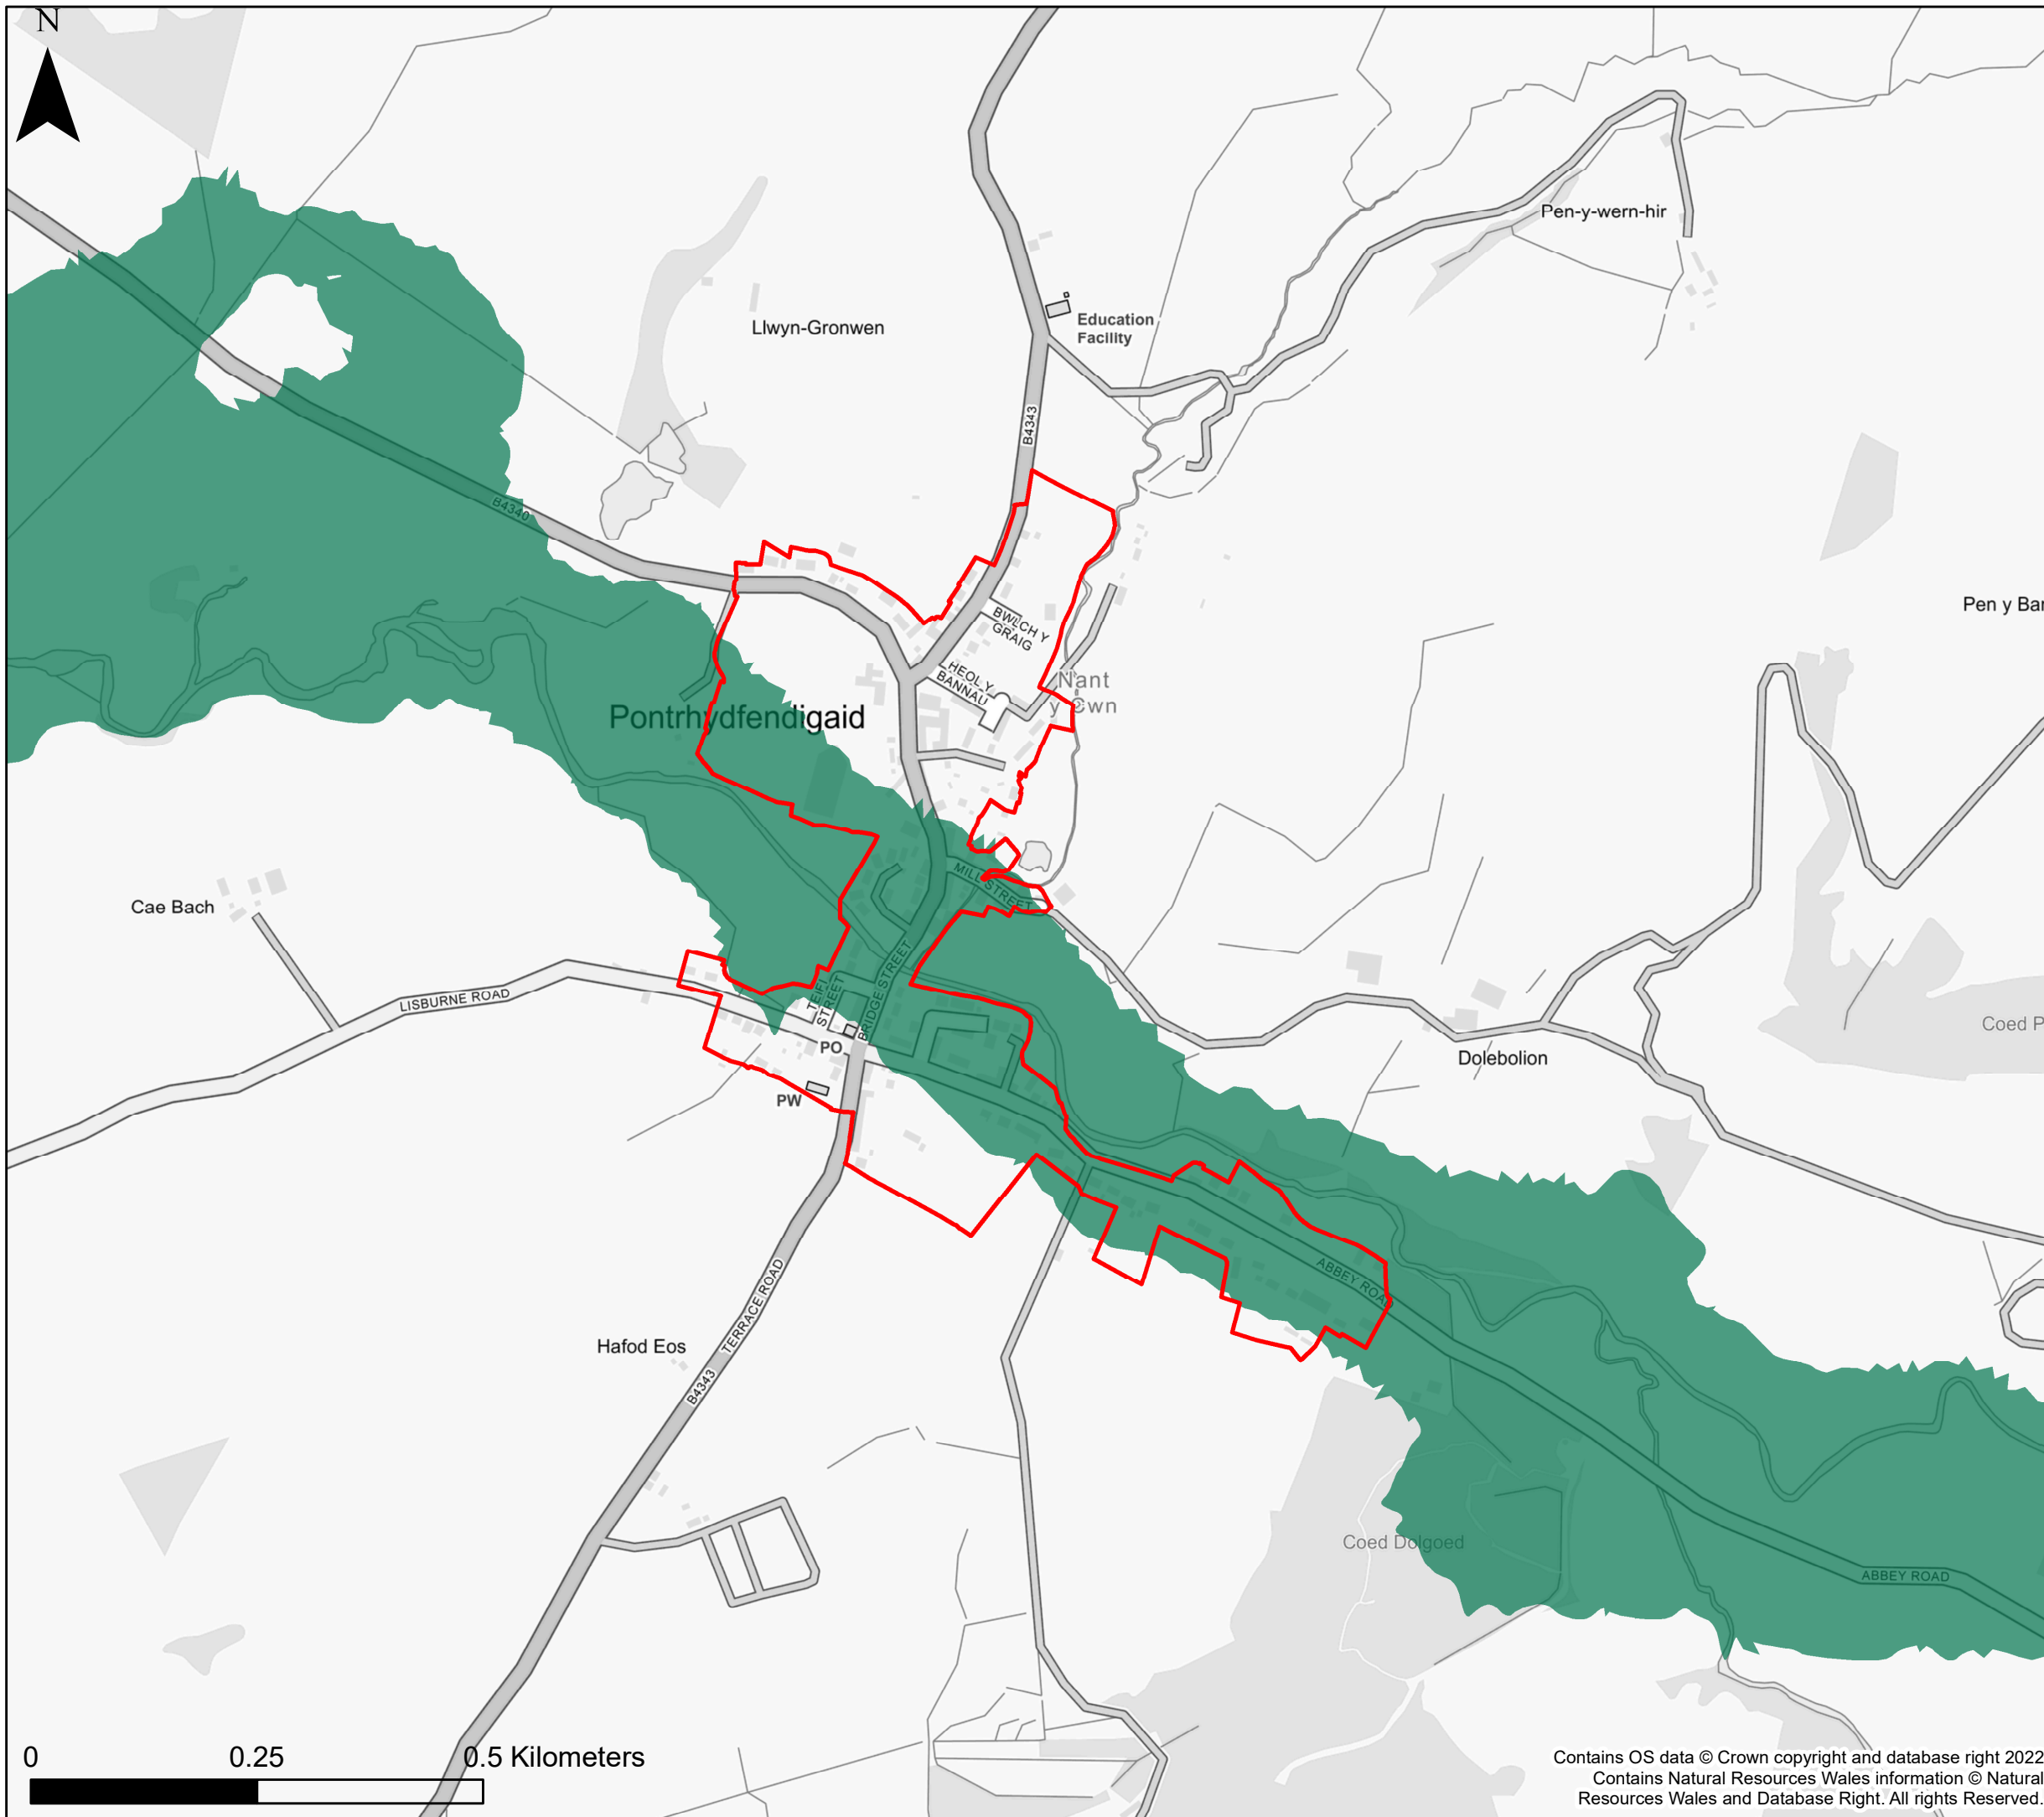 N
Pen-y-wern-hir
Education
Facility
Llwyn-Gronwen
B4343
B4340
Pen y Bar
BWLCH Y
GRAIG
HEOL Y
BANNAU
Nant
y Cwn
Pontrhydfendigaid
MILL STREET
Cae Bach
LISBURNE ROAD
TEIFI
STREET
BRIDGE STREET
PO
PW
Coed P
Dolebolion
ABBEY ROAD
TERRACE ROAD
Hafod Eos
B4343
Coed Dolgoed
ABBEY ROAD
0 0.25 0.5 Kilometers
Contains OS data © Crown copyright and database right 2022
Contains Natural Resources Wales information © Natural
Resources Wales and Database Right. All rights Reserved.